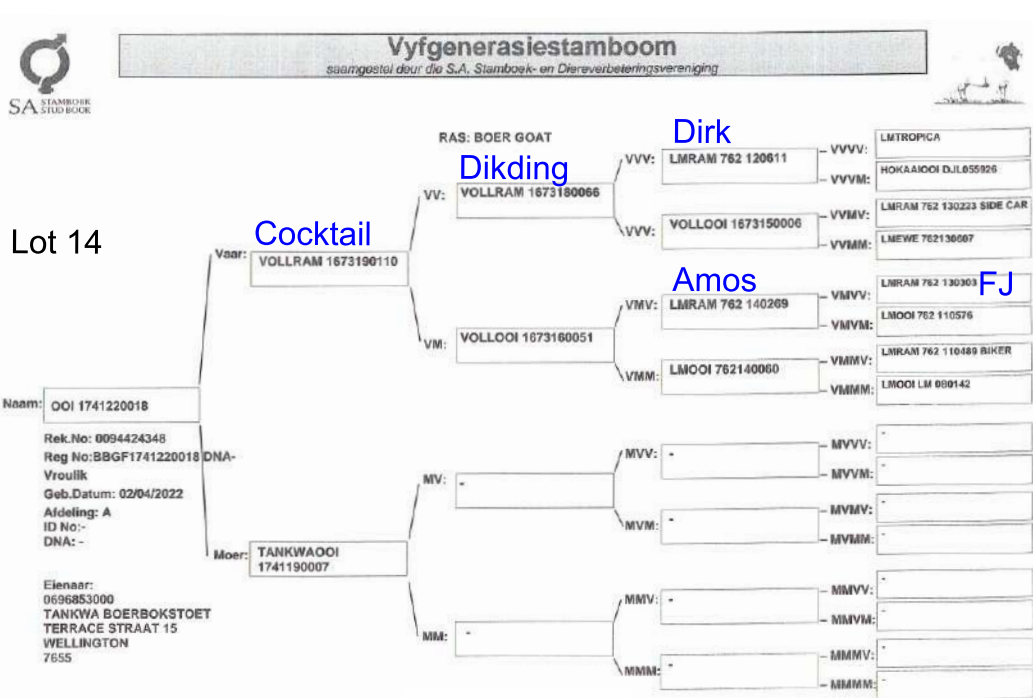 Vyfgenerasiestamboom
saamgestel deur die S.A. Stamboek- en Diereverbeteringsvereniging
SA STAMBOEK
STUD BOOK
RAS: BOER GOAT
Lot 14
Naam: OOI 1741220018
Rek.No: 0094424348
Reg No:BBGF1741220018 DNA-
Vroulik
Geb.Datum: 02/04/2022
Afdeling: A
ID No:-
DNA: -
Eienaar:
0696853000
TANKWA BOERBOKSTOET
TERRACE STRAAT 15
WELLINGTON
7655
Cocktail
Vaar: VOLLRAM 1673190110
Moer: TANKWAOOI
1741190007
Dikding
VV: VOLLRAM 1673180066
VM: VOLLOOI 1673160051
MV: -
MM: -
Dirk
VVV: LMRAM 762 120611
VVV: VOLLOOI 1673150006
Amos
VMV: LMRAM 762 140269
VMM: LMOOI 762140060
MVV: -
MVM: -
MMV: -
MMM: -
VVVV: LMTROPICA
VVVM: HOKAAIOOI DJL055926
VVMV: LMRAM 762 130223 SIDE CAR
VVMM: LMEWE 762130607
VMVV: LMRAM 762 130303 FJ
VMVM: LMOOI 762 110576
VMMV: LMRAM 762 110489 BIKER
VMMM: LMOOI LM 080142
MVVV: -
MVVM: -
MVMV: -
MVMM: -
MMVV: -
MMVM: -
MMMV: -
MMMM: -